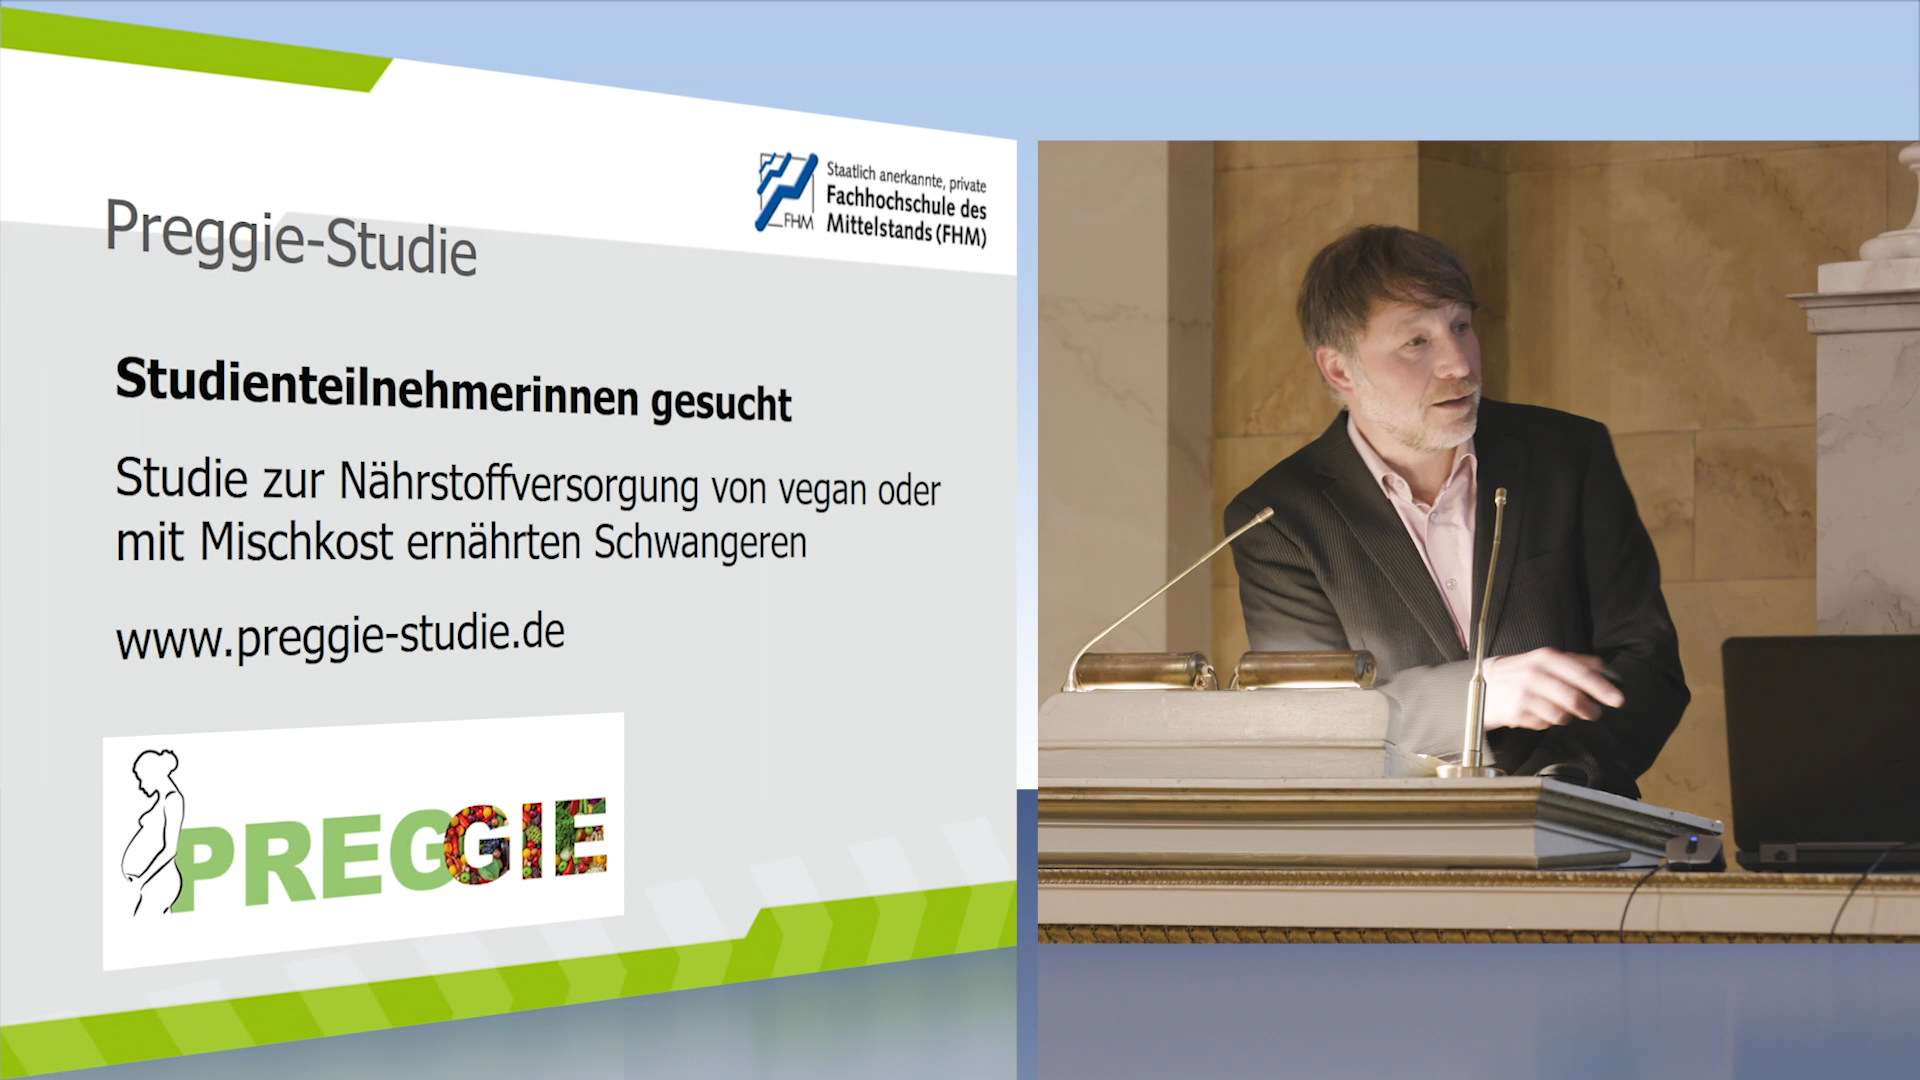 Staatlich anerkannte, private
Fachhochschule des
Mittelstands (FHM)
FHM
Preggie-Studie
Studienteilnehmerinnen gesucht
Studie zur Nährstoffversorgung von vegan oder
mit Mischkost ernährten Schwangeren
www.preggie-studie.de
PREGGIE